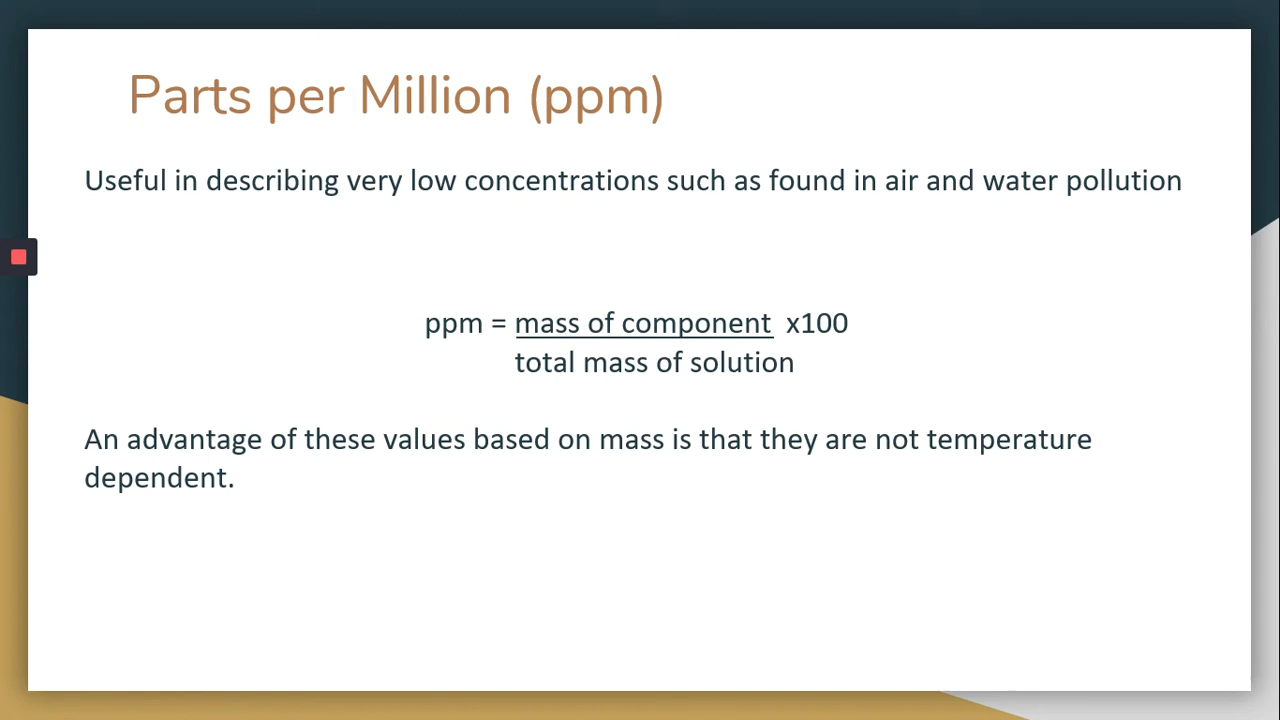 Parts per Million (ppm)
Useful in describing very low concentrations such as found in air and water pollution
ppm = mass of component x100
total mass of solution
An advantage of these values based on mass is that they are not temperature
dependent.